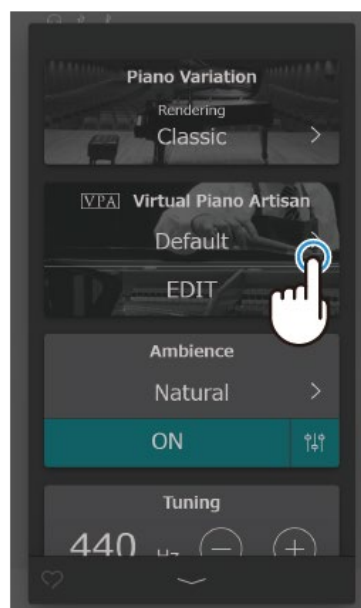 Piano Variation
Rendering
Classic
VPA Virtual Piano Artisan
Default
EDIT
Ambience
Natural
ON
Tuning
440 Hz